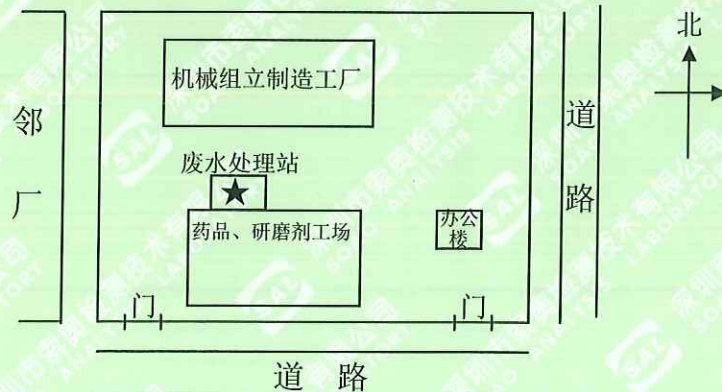 北
机械组立制造工厂
邻厂
道路
废水处理站
药品、研磨剂工场
办公
楼
门
门
道 路
SAL